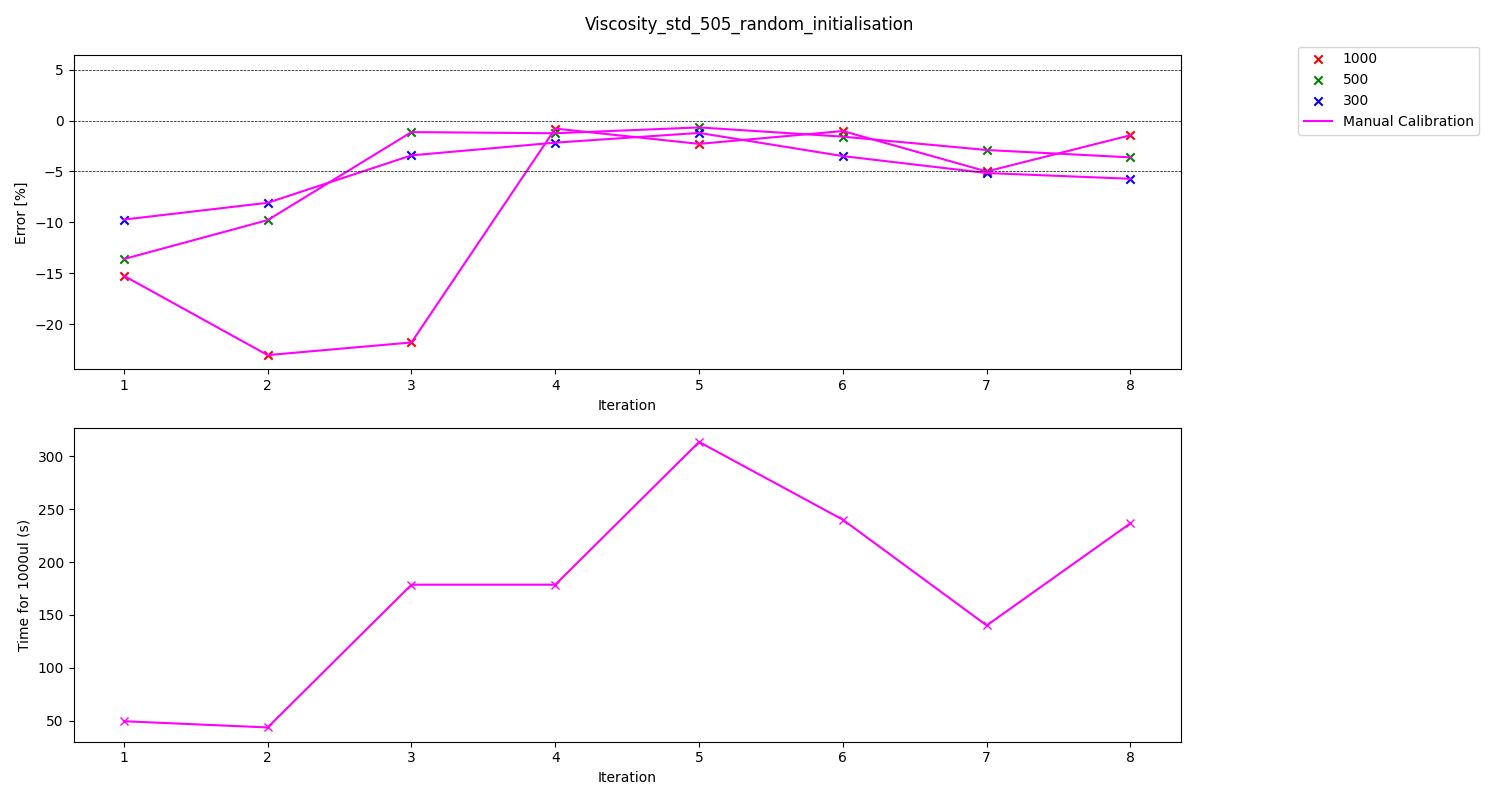 Viscosity_std_505_random_initialisation
1000
500
300
Manual Calibration
Error [%]
5
0
−5
−10
−15
−20
1 2 3 4 5 6 7 8
Iteration
Time for 1000ul (s)
300
250
200
150
100
50
1 2 3 4 5 6 7 8
Iteration